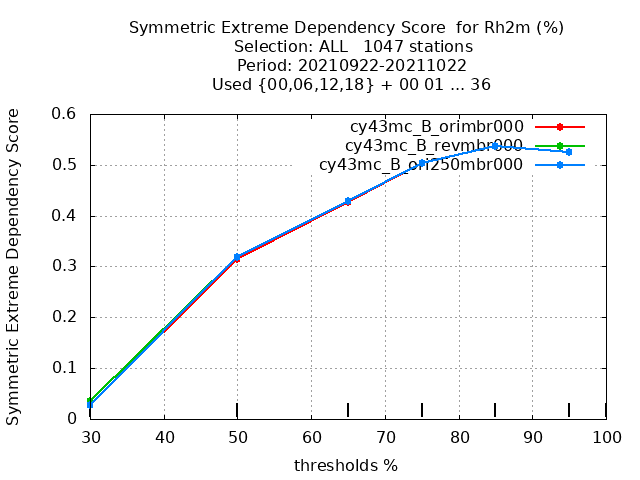 Symmetric Extreme Dependency Score  for Rh2m (%)
Selection: ALL   1047 stations
Period: 20210922-20211022
Used {00,06,12,18} + 00 01 ... 36
Symmetric Extreme Dependency Score
0.6
0.5
0.4
0.3
0.2
0.1
0
cy43mc_B_orimbr000
cy43mc_B_revmbr000
cy43mc_B_ori250mbr000
30 40 50 60 70 80 90 100
thresholds %